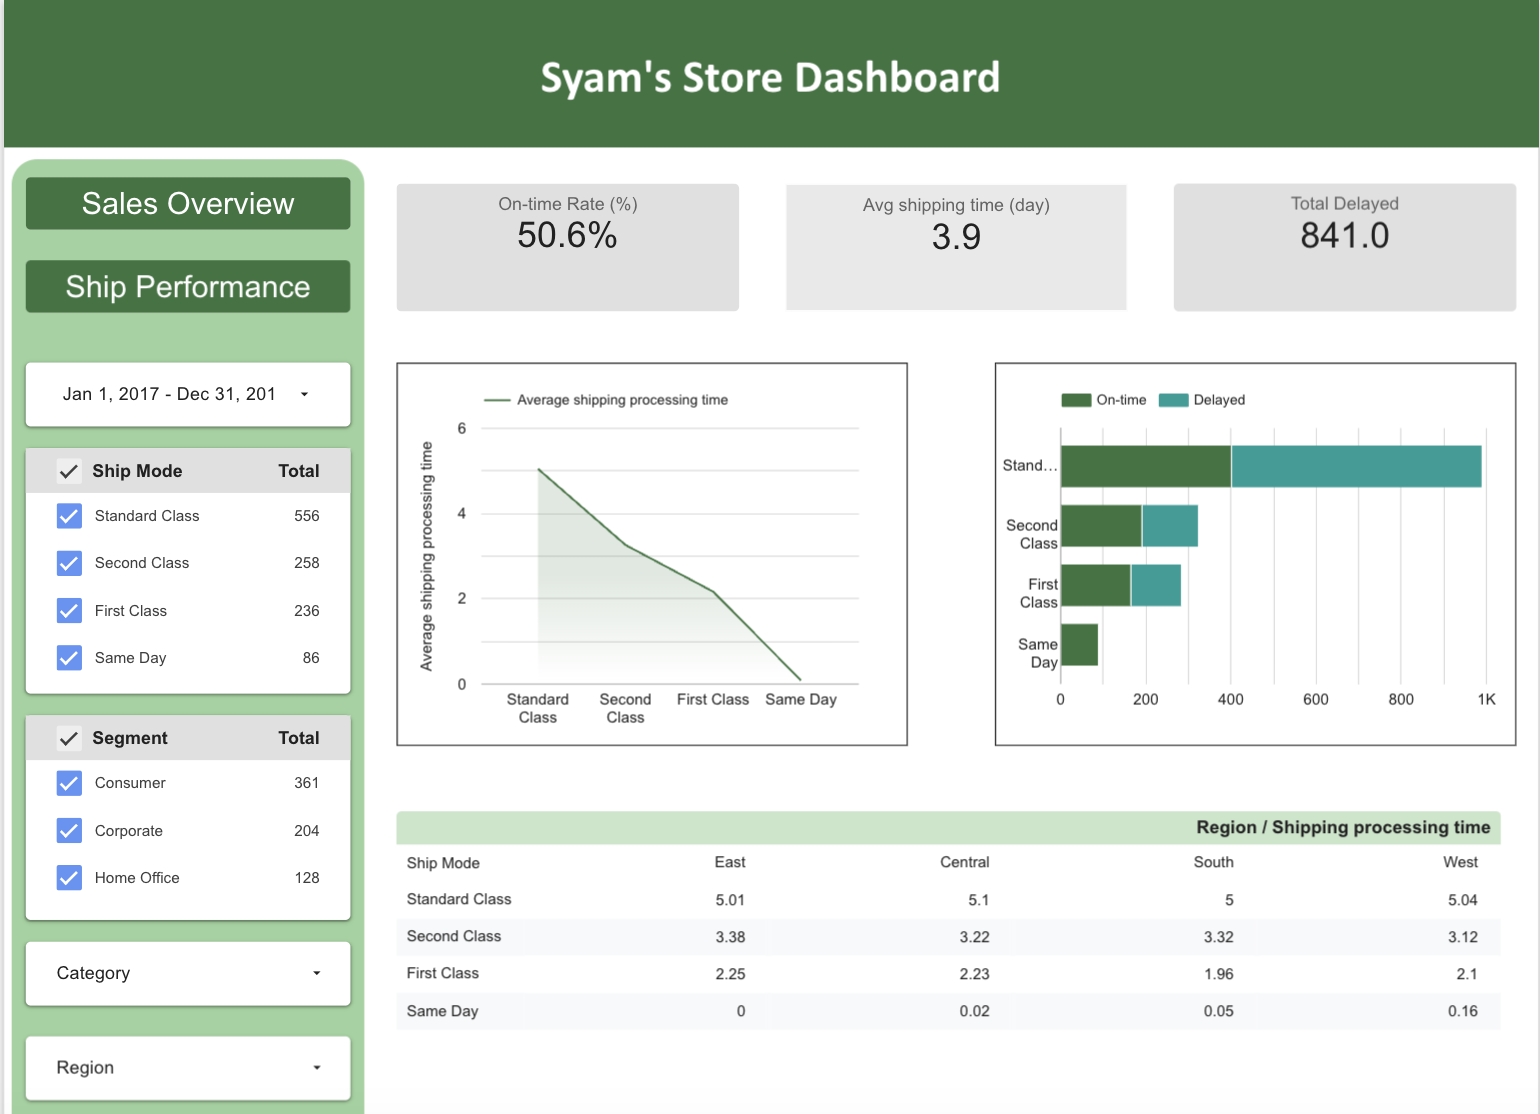 Syam's Store Dashboard
Sales Overview
Ship Performance
Jan 1, 2017 - Dec 31, 201
Ship Mode Total
Standard Class 556
Second Class 258
First Class 236
Same Day 86
Segment Total
Consumer 361
Corporate 204
Home Office 128
Category
Region
On-time Rate (%)
50.6%
Avg shipping time (day)
3.9
Total Delayed
841.0
Average shipping processing time
Average shipping processing time
6
4
2
0
Standard
Class
Second
Class
First Class
Same Day
On-time Delayed
Stand...
Second
Class
First
Class
Same
Day
0 200 400 600 800 1K
Region / Shipping processing time
Ship Mode East Central South West
Standard Class 5.01 5.1 5 5.04
Second Class 3.38 3.22 3.32 3.12
First Class 2.25 2.23 1.96 2.1
Same Day 0 0.02 0.05 0.16